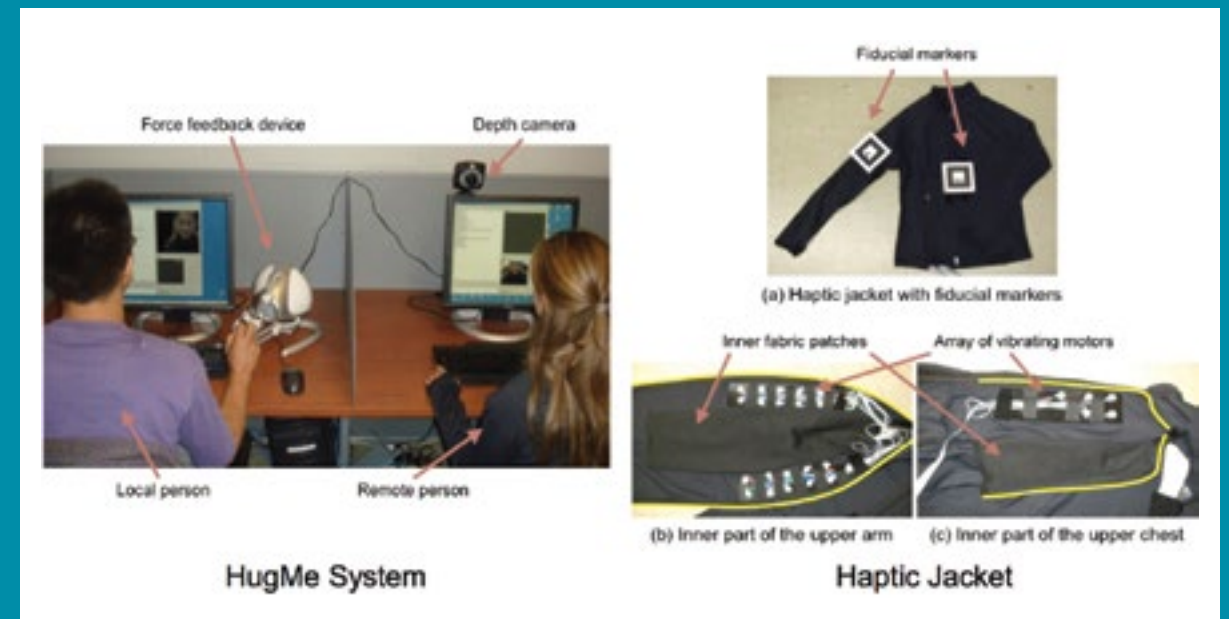 Force feedback device
Depth camera
Local person
Remote person
HugMe System
Fiducial markers
(a) Haptic jacket with fiducial markers
Inner fabric patches
Array of vibrating motors
(b) Inner part of the upper arm
(c) Inner part of the upper chest
Haptic Jacket